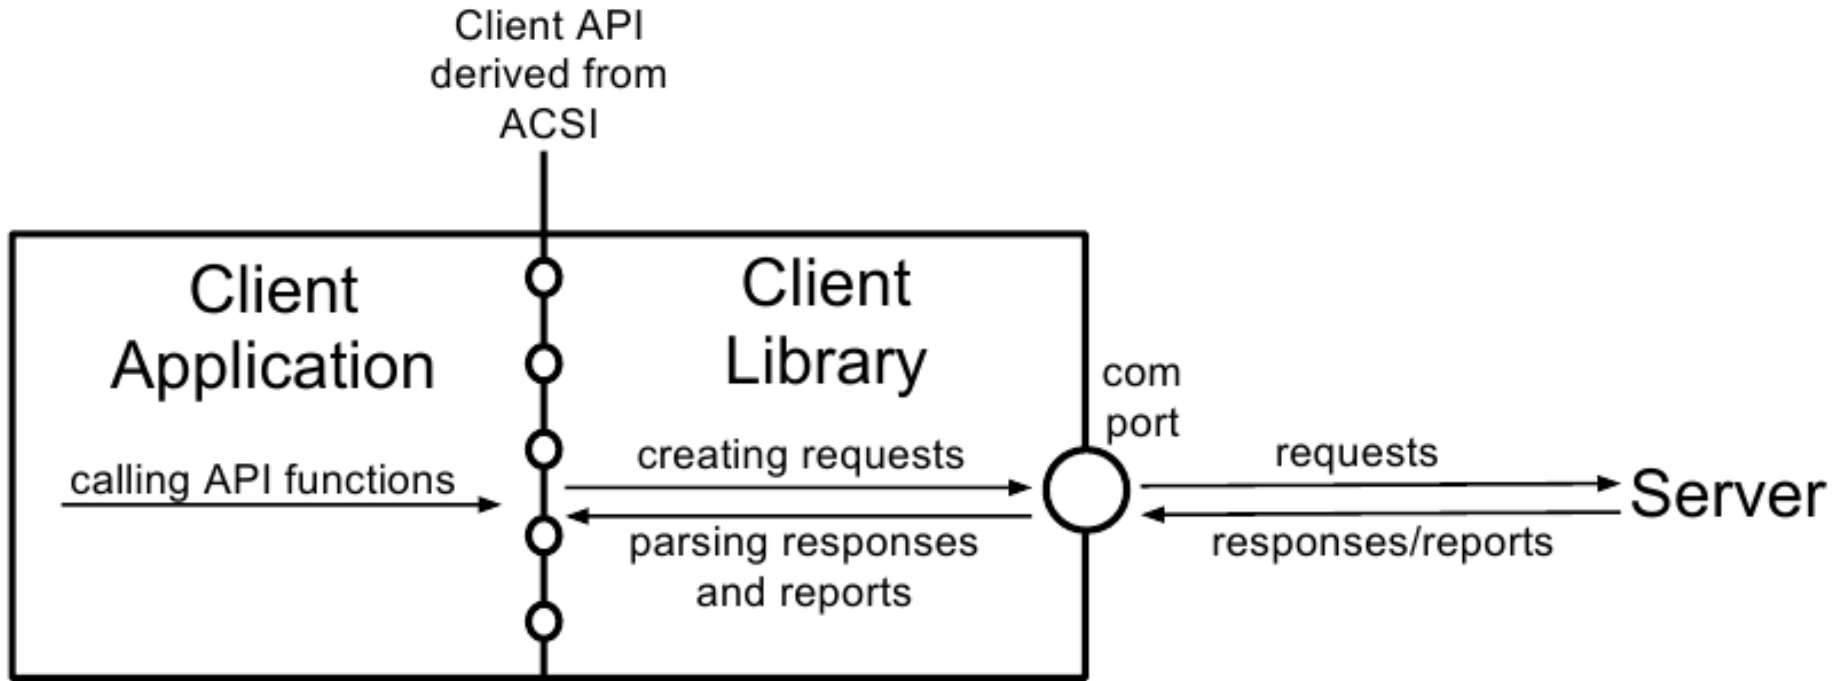 Client API
derived from
ACSI
Client
Application
Client
Library
com
port
calling API functions
creating requests
parsing responses
and reports
requests
responses/reports
Server